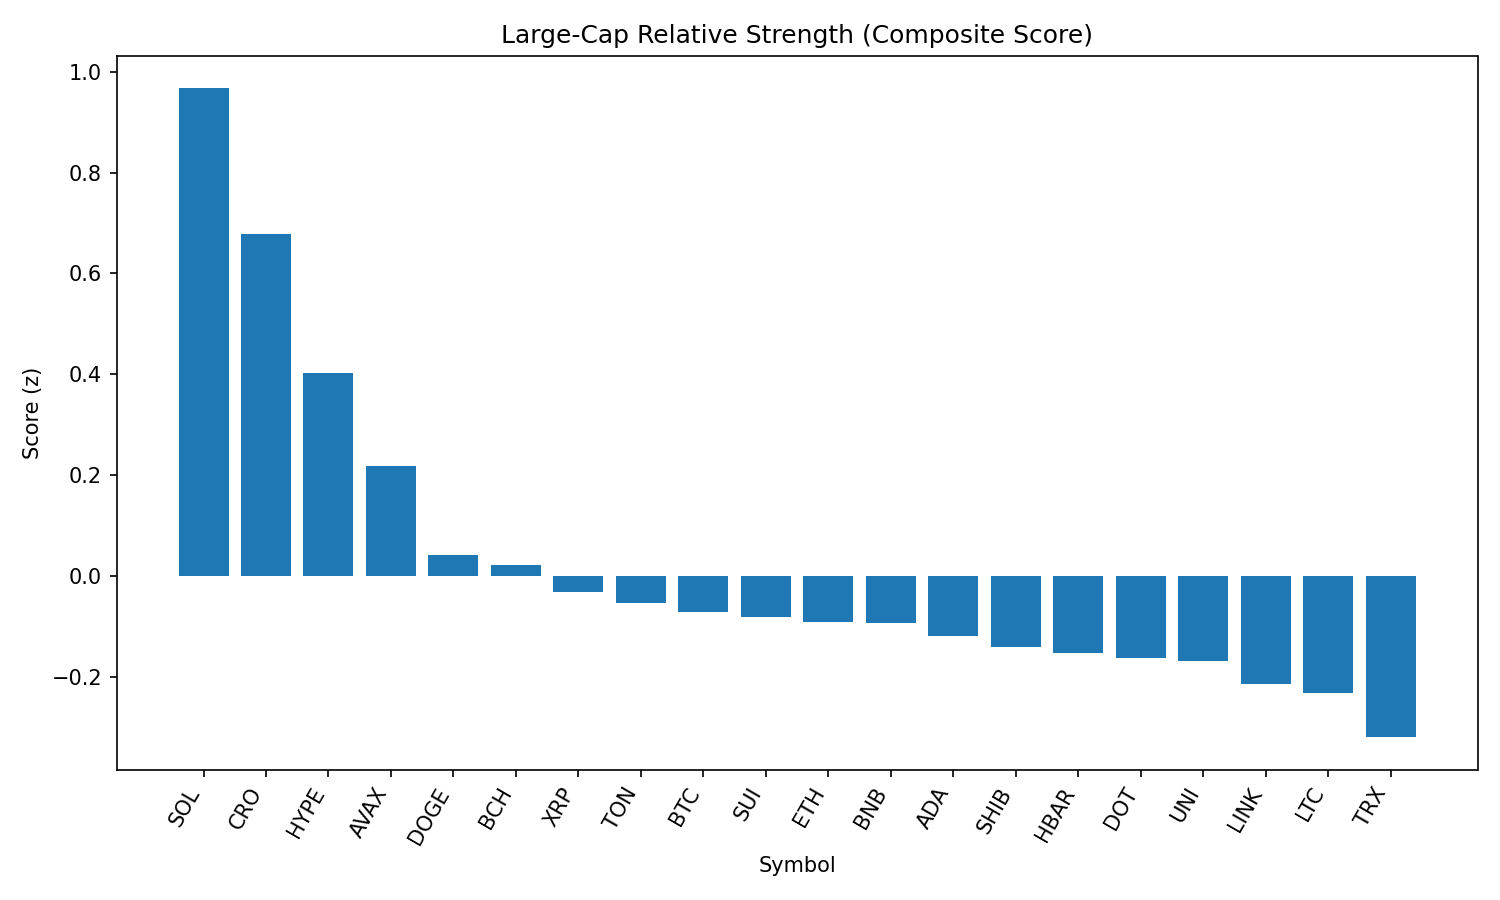 Large-Cap Relative Strength (Composite Score)
Score (z)
1.0
0.8
0.6
0.4
0.2
0.0
−0.2
SOL
CRO
HYPE
AVAX
DOGE
BCH
XRP
TON
BTC
SUI
ETH
BNB
ADA
SHIB
HBAR
DOT
UNI
LINK
LTC
TRX
Symbol